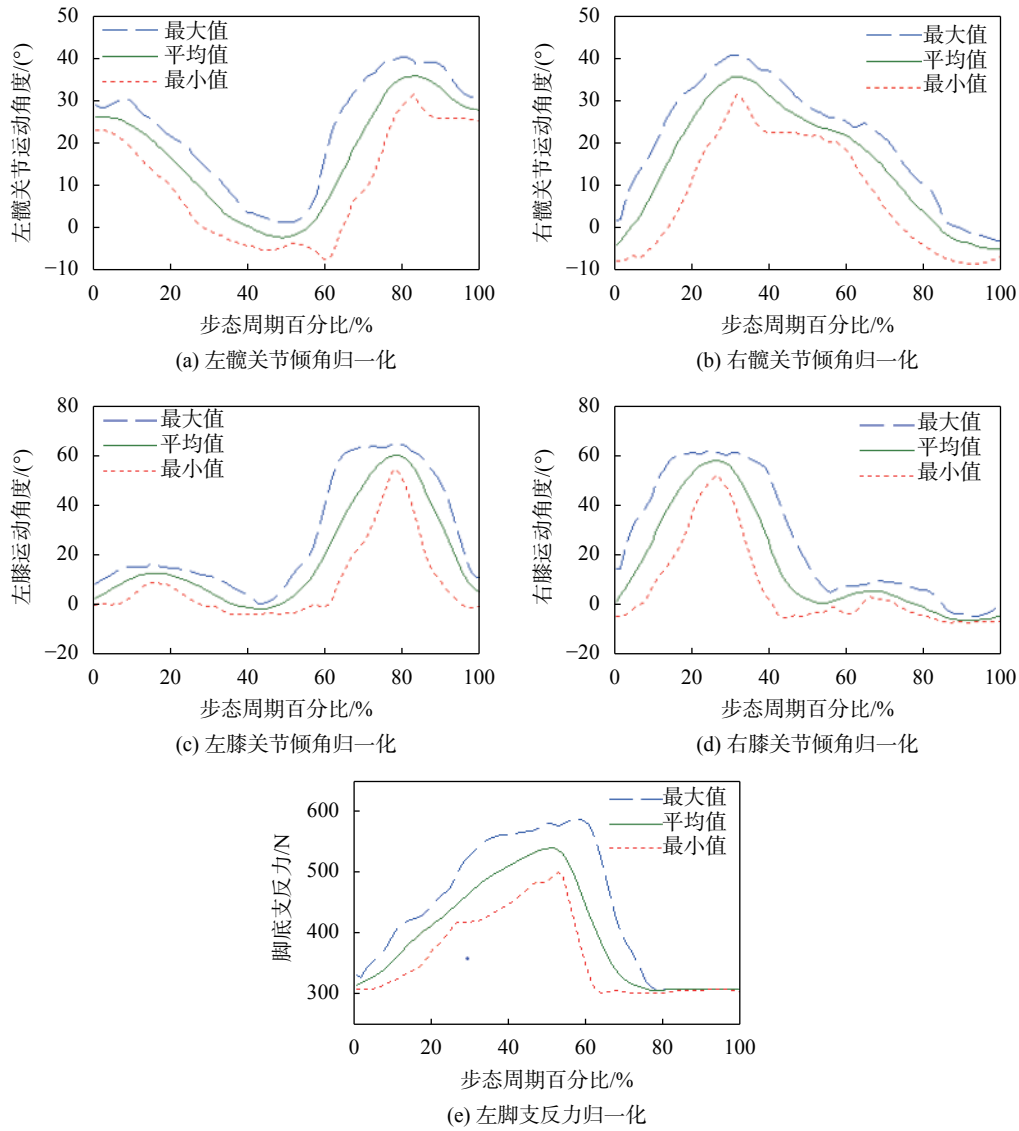 50
40
30
20
10
0
−10
左髋关节运动角度/(°)
最大值
平均值
最小值
0 20 40 60 80 100
步态周期百分比/%
(a) 左髋关节倾角归一化
50
40
30
20
10
0
−10
右髋关节运动角度/(°)
最大值
平均值
最小值
0 20 40 60 80 100
步态周期百分比/%
(b) 右髋关节倾角归一化
80
60
40
20
0
−20
左膝运动角度/(°)
最大值
平均值
最小值
0 20 40 60 80 100
步态周期百分比/%
(c) 左膝关节倾角归一化
80
60
40
20
0
−20
右膝运动角度/(°)
最大值
平均值
最小值
0 20 40 60 80 100
步态周期百分比/%
(d) 右膝关节倾角归一化
600
500
400
300
脚底支反力/N
最大值
平均值
最小值
0 20 40 60 80 100
步态周期百分比/%
(e) 左脚支反力归一化